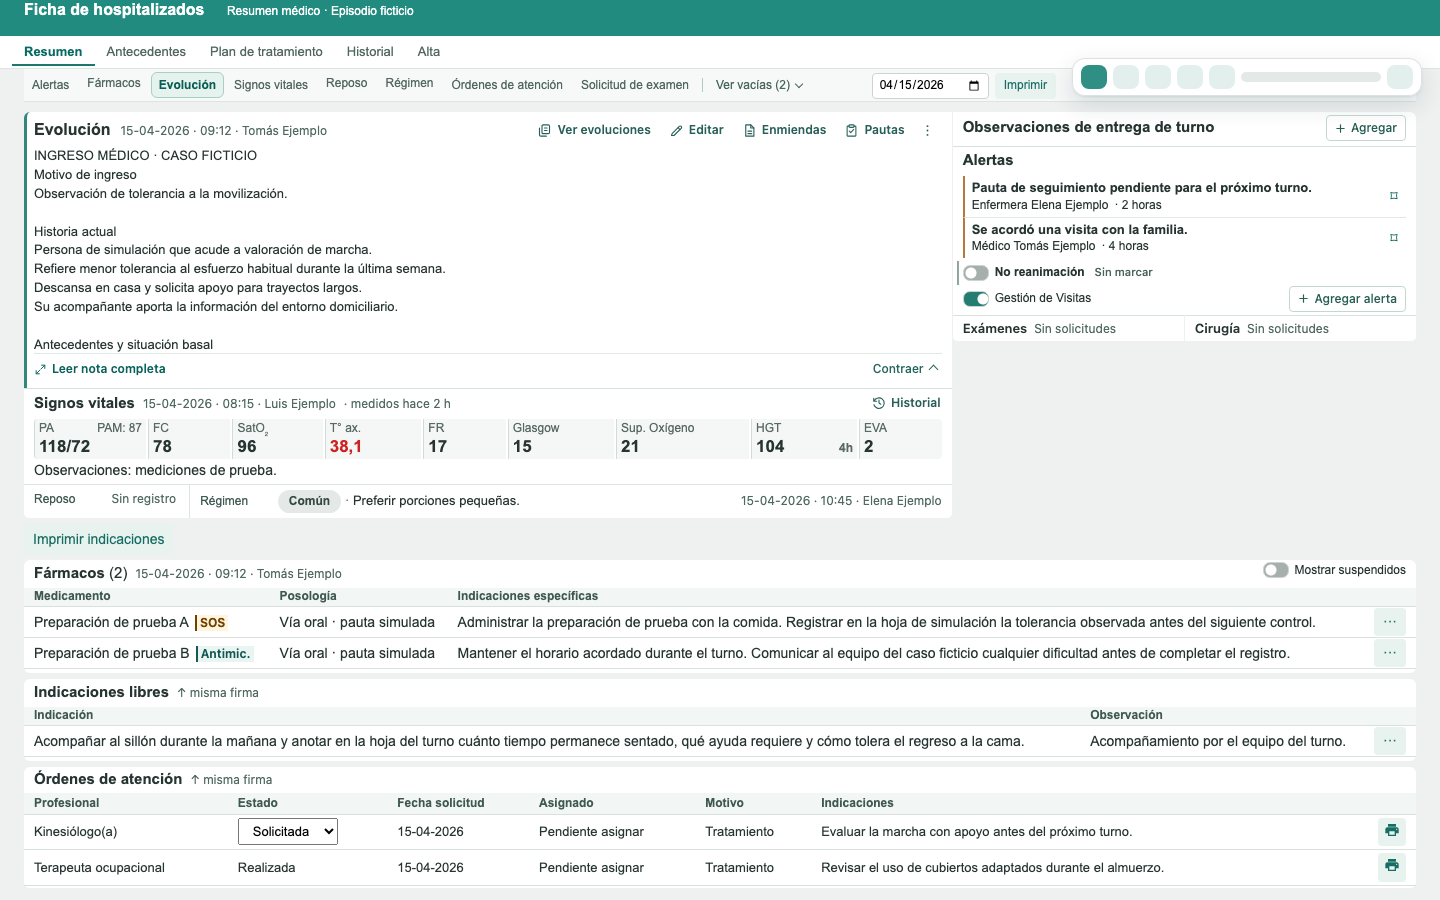 Ficha de hospitalizados Resumen médico · Episodio ficticio
Resumen Antecedentes Plan de tratamiento Historial Alta
Alertas Fármacos Evolución Signos vitales Reposo Régimen Órdenes de atención Solicitud de examen Ver vacías (2) 04/15/2026 Imprimir
Evolución 15-04-2026 · 09:12 · Tomás Ejemplo Ver evoluciones Editar Enmiendas Pautas
INGRESO MÉDICO · CASO FICTICIO
Motivo de ingreso
Observación de tolerancia a la movilización.
Historia actual
Persona de simulación que acude a valoración de marcha.
Refiere menor tolerancia al esfuerzo habitual durante la última semana.
Descansa en casa y solicita apoyo para trayectos largos.
Su acompañante aporta la información del entorno domiciliario.
Antecedentes y situación basal
Leer nota completa Contraer
Observaciones de entrega de turno + Agregar
Alertas
Pauta de seguimiento pendiente para el próximo turno.
Enfermera Elena Ejemplo · 2 horas
Se acordó una visita con la familia.
Médico Tomás Ejemplo · 4 horas
No reanimación Sin marcar
Gestión de Visitas + Agregar alerta
Exámenes Sin solicitudes Cirugía Sin solicitudes
Signos vitales 15-04-2026 · 08:15 · Luis Ejemplo · medidos hace 2 h Historial
PA PAM: 87 FC SatO2 T° ax. FR Glasgow Sup. Oxígeno HGT EVA
118/72 78 96 38,1 17 15 21 104 4h 2
Observaciones: mediciones de prueba.
Reposo Sin registro Régimen Común · Preferir porciones pequeñas. 15-04-2026 · 10:45 · Elena Ejemplo
Imprimir indicaciones
Fármacos (2) 15-04-2026 · 09:12 · Tomás Ejemplo Mostrar suspendidos
Medicamento Posología Indicaciones específicas
Preparación de prueba A SOS Vía oral · pauta simulada Administrar la preparación de prueba con la comida. Registrar en la hoja de simulación la tolerancia observada antes del siguiente control. ···
Preparación de prueba B Antimic. Vía oral · pauta simulada Mantener el horario acordado durante el turno. Comunicar al equipo del caso ficticio cualquier dificultad antes de completar el registro. ···
Indicaciones libres ↑ misma firma
Indicación Observación
Acompañar al sillón durante la mañana y anotar en la hoja del turno cuánto tiempo permanece sentado, qué ayuda requiere y cómo tolera el regreso a la cama. Acompañamiento por el equipo del turno. ···
Órdenes de atención ↑ misma firma
Profesional Estado Fecha solicitud Asignado Motivo Indicaciones
Kinesiólogo(a) Solicitada 15-04-2026 Pendiente asignar Tratamiento Evaluar la marcha con apoyo antes del próximo turno.
Terapeuta ocupacional Realizada 15-04-2026 Pendiente asignar Tratamiento Revisar el uso de cubiertos adaptados durante el almuerzo.